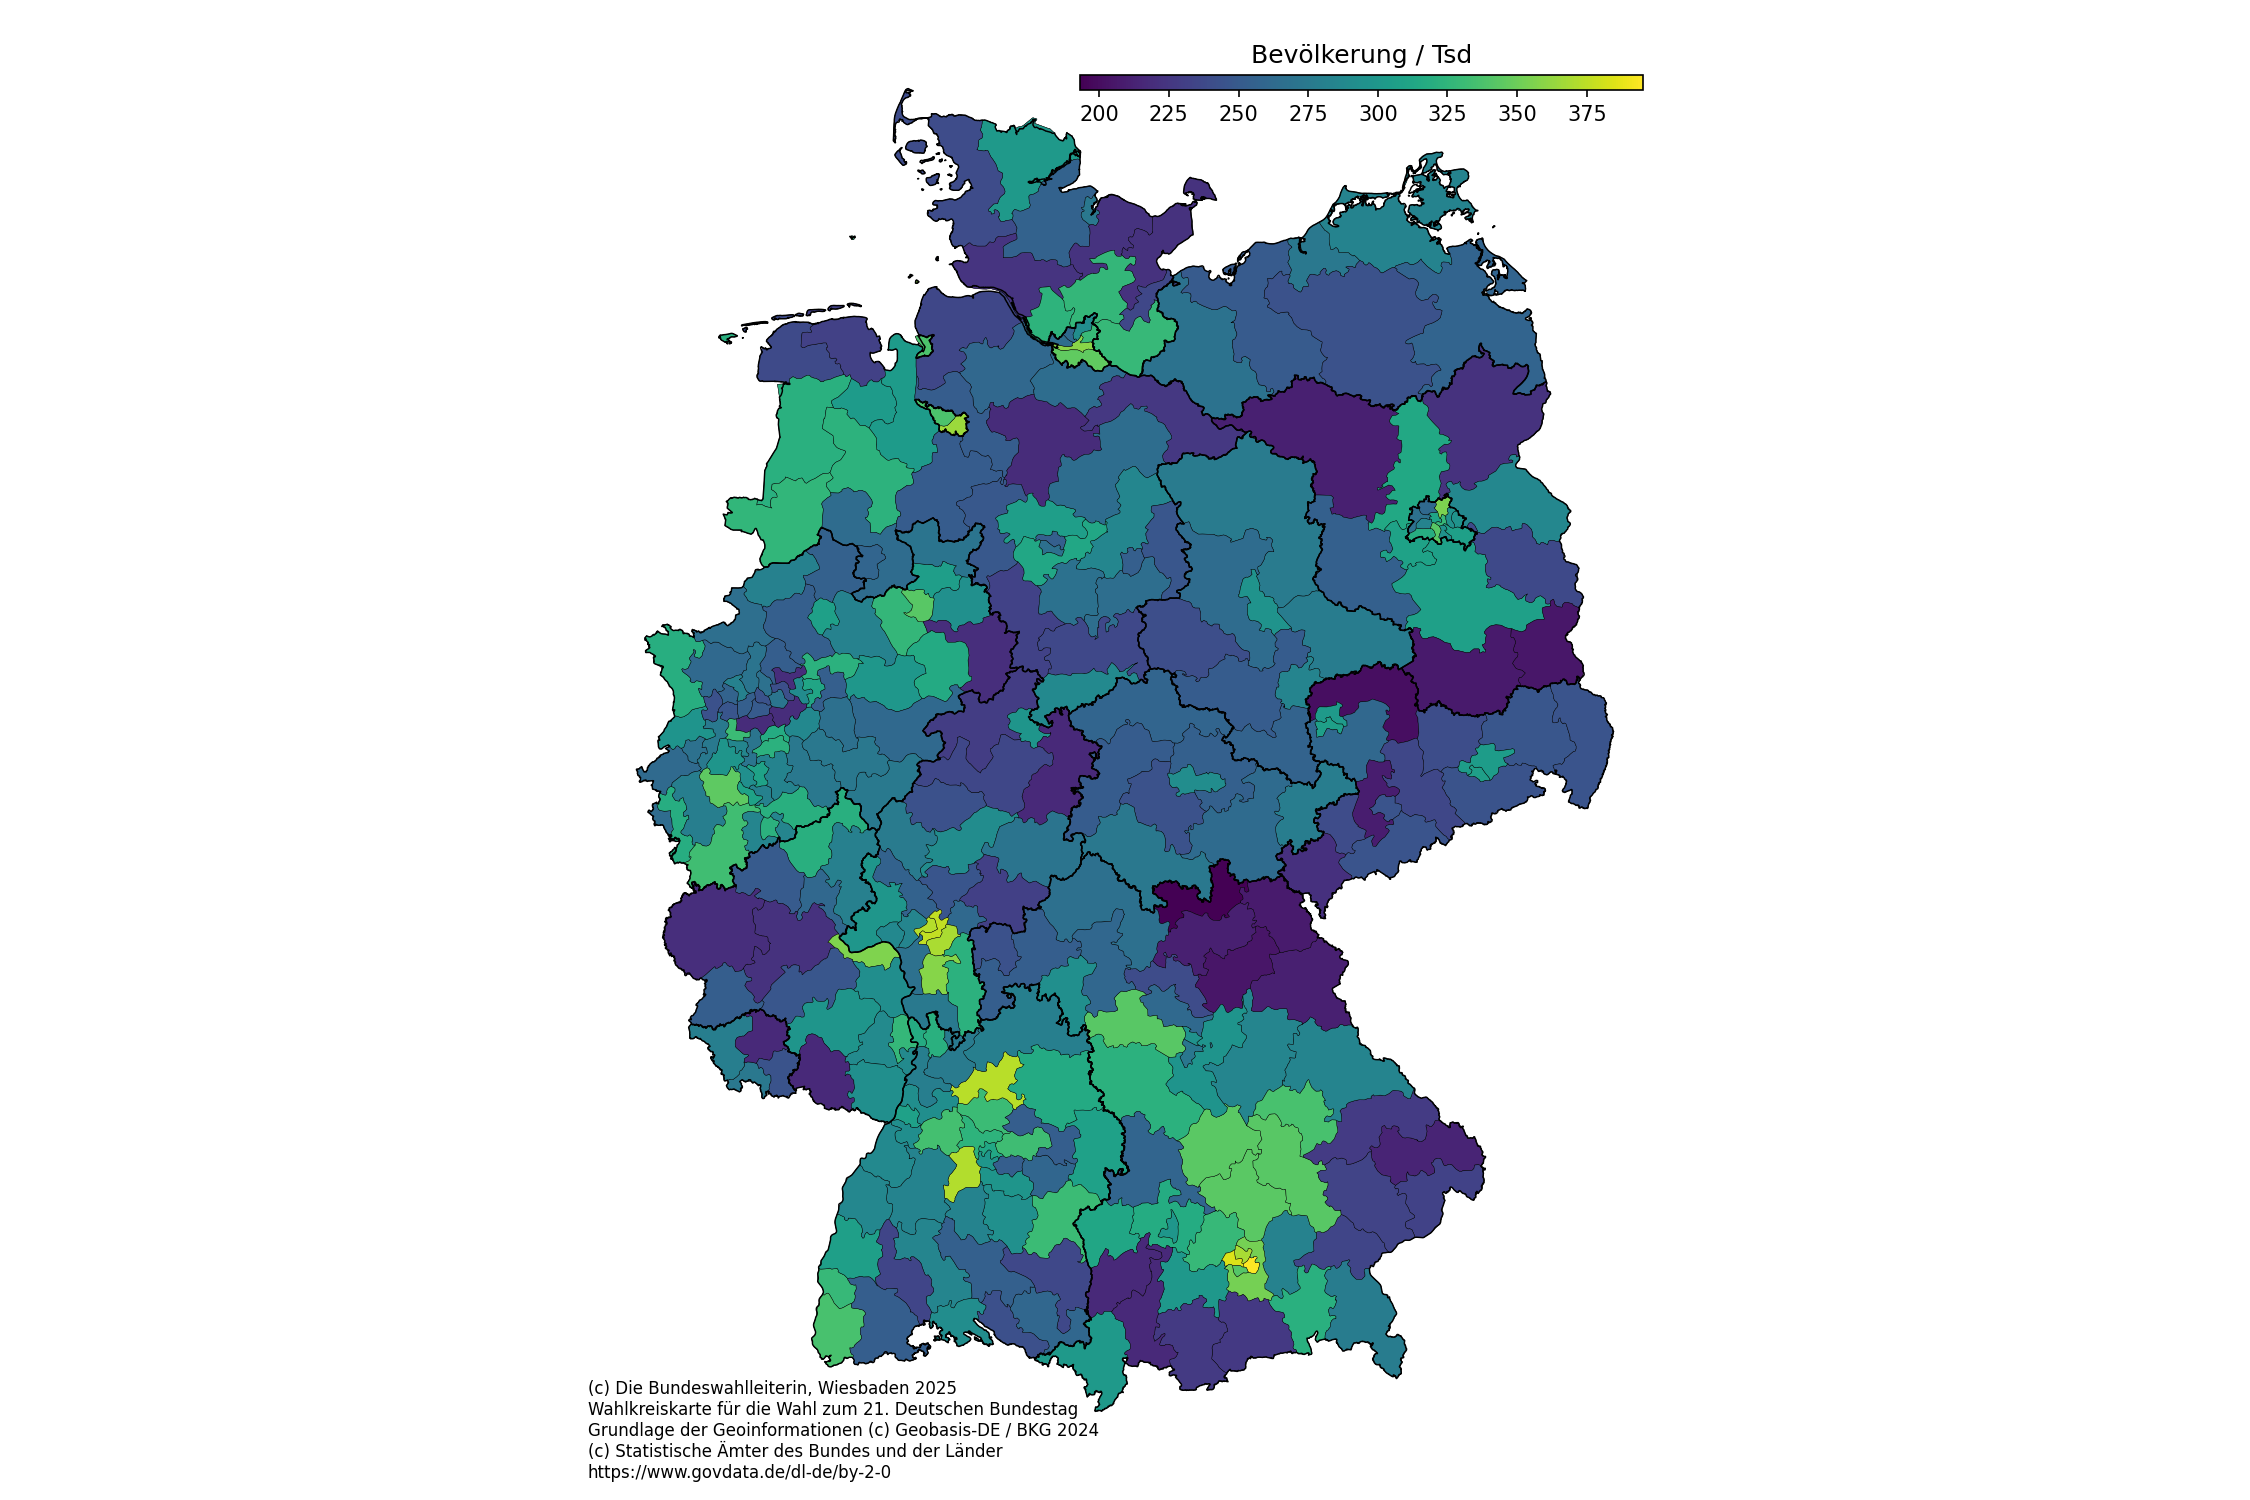 Bevölkerung / Tsd
200 225 250 275 300 325 350 375
(c) Die Bundeswahlleiterin, Wiesbaden 2025
Wahlkreiskarte für die Wahl zum 21. Deutschen Bundestag
Grundlage der Geoinformationen (c) Geobasis-DE / BKG 2024
(c) Statistische Ämter des Bundes und der Länder
https://www.govdata.de/dl-de/by-2-0